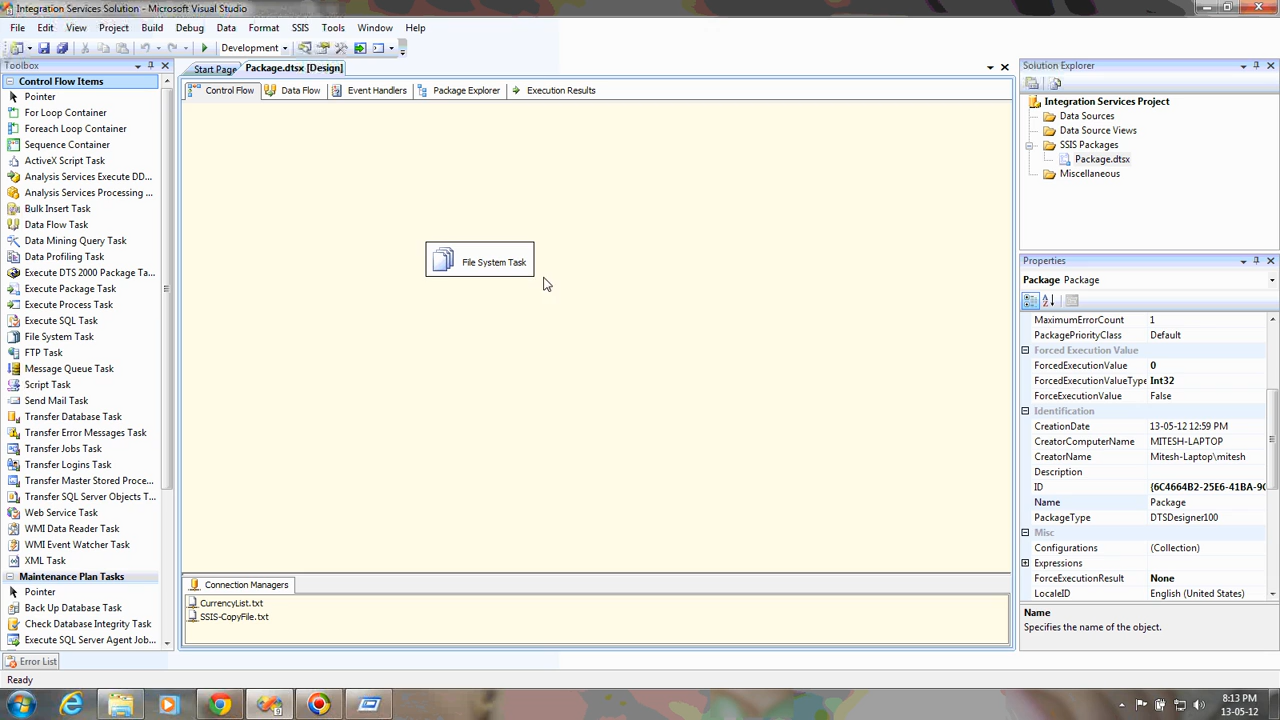 Integration Services Solution - Microsoft Visual Studio
File Edit View Project Build Debug Data Format SSIS Tools Window Help
Development
Toolbox
Control Flow Items
Pointer
For Loop Container
Foreach Loop Container
Sequence Container
ActiveX Script Task
Analysis Services Execute DD...
Analysis Services Processing ...
Bulk Insert Task
Data Flow Task
Data Mining Query Task
Data Profiling Task
Execute DTS 2000 Package Ta...
Execute Package Task
Execute Process Task
Execute SQL Task
File System Task
FTP Task
Message Queue Task
Script Task
Send Mail Task
Transfer Database Task
Transfer Error Messages Task
Transfer Jobs Task
Transfer Logins Task
Transfer Master Stored Proce...
Transfer SQL Server Objects T...
Web Service Task
WMI Data Reader Task
WMI Event Watcher Task
XML Task
Maintenance Plan Tasks
Pointer
Back Up Database Task
Check Database Integrity Task
Execute SQL Server Agent Job...
Start Page Package.dtsx [Design]
Control Flow Data Flow Event Handlers Package Explorer Execution Results
File System Task
Connection Managers
CurrencyList.txt
SSIS-CopyFile.txt
Solution Explorer
Integration Services Project
Data Sources
Data Source Views
SSIS Packages
Package.dtsx
Miscellaneous
Properties
Package Package
MaximumErrorCount 1
PackagePriorityClass Default
Forced Execution Value
ForcedExecutionValue 0
ForcedExecutionValueType Int32
ForceExecutionValue False
Identification
CreationDate 13-05-12 12:59 PM
CreatorComputerName MITESH-LAPTOP
CreatorName Mitesh-Laptop\mitesh
Description
ID {6C4664B2-25E6-41BA-9C
Name Package
PackageType DTSDesigner100
Misc
Configurations (Collection)
Expressions
ForceExecutionResult None
LocaleID English (United States)
Name
Specifies the name of the object.
Error List
Ready
8:13 PM
13-05-12